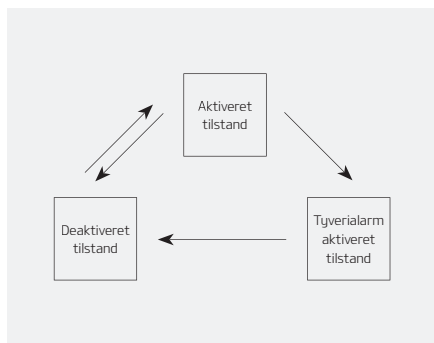 Aktiveret
tilstand
Deaktiveret
tilstand
Tyverialarm
aktiveret
tilstand